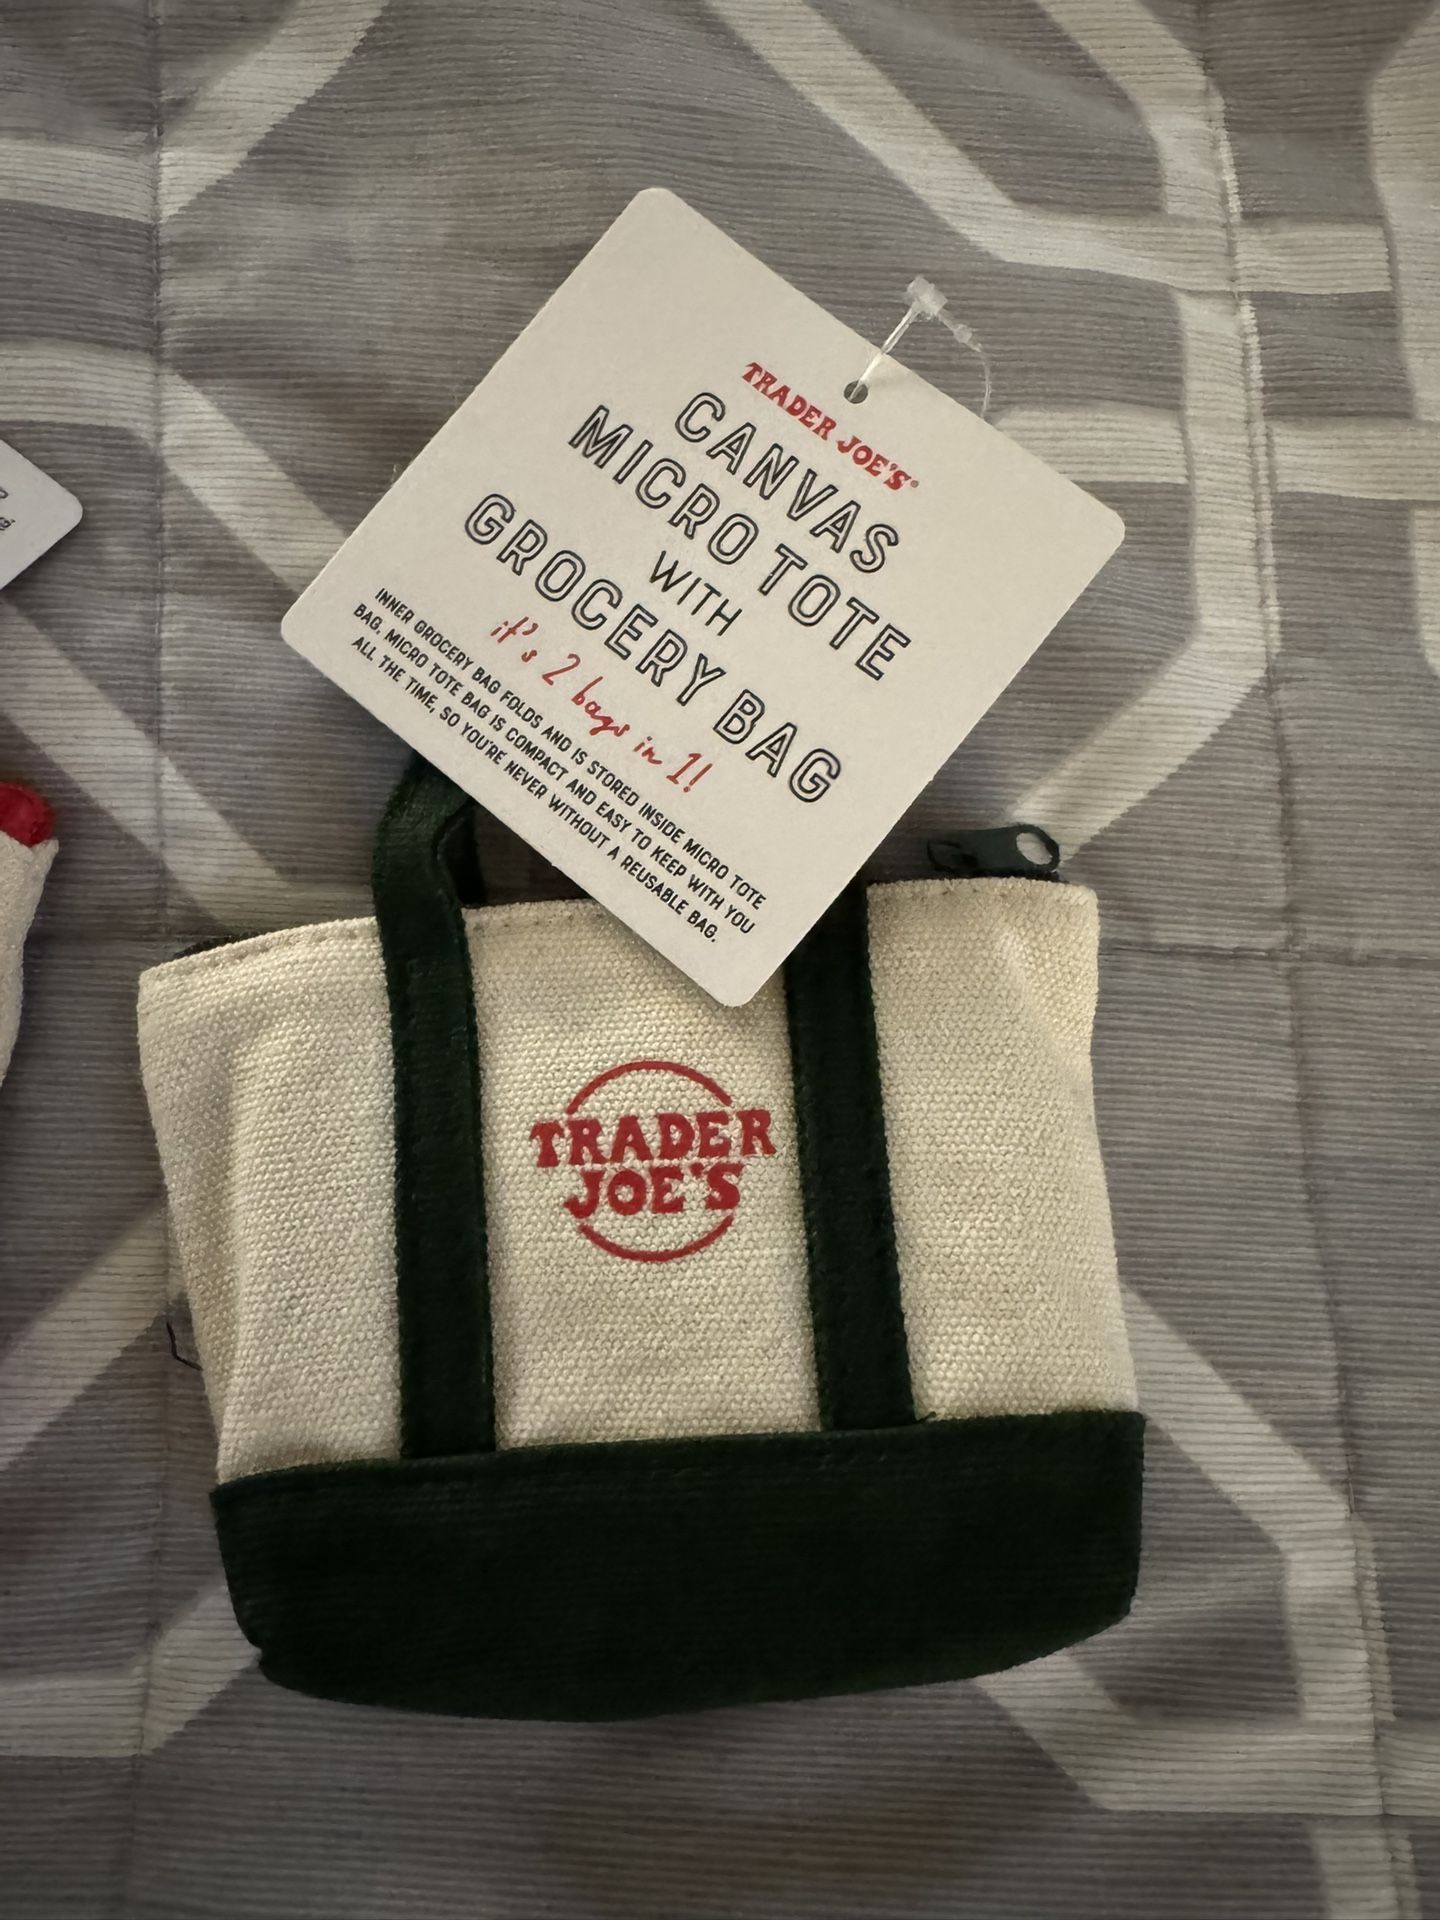 TRADER JOE'S®
CANVAS
MICRO TOTE
WITH
GROCERY BAG
it's 2 bags in 1!
INNER GROCERY BAG FOLDS AND IS STORED INSIDE MICRO TOTE
BAG. MICRO TOTE BAG IS COMPACT AND EASY TO KEEP WITH YOU
ALL THE TIME, SO YOU'RE NEVER WITHOUT A REUSABLE BAG.
TRADER
JOE'S